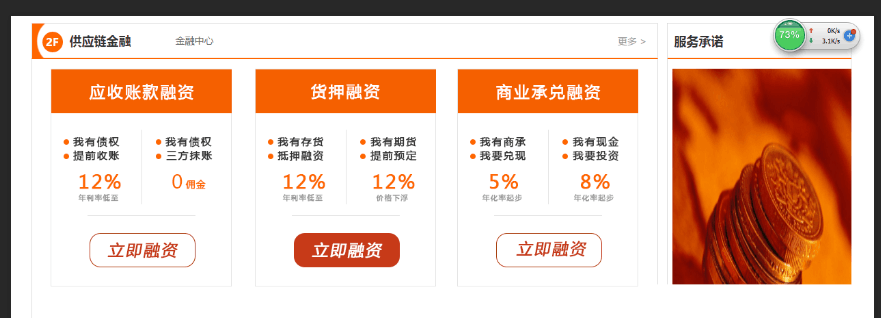 2F 供应链金融 金融中心 更多 >
服务承诺
73%
0K/s
3.1K/s
应收账款融资
我有债权 我有债权
提前收账 三方抹账
12% 0佣金
年利率低至
立即融资
货押融资
我有存货 我有期货
抵押融资 提前预定
12% 12%
年利率低至 价格下浮
立即融资
商业承兑融资
我有商承 我有现金
我要兑现 我要投资
5% 8%
年化率起步 年化率起步
立即融资